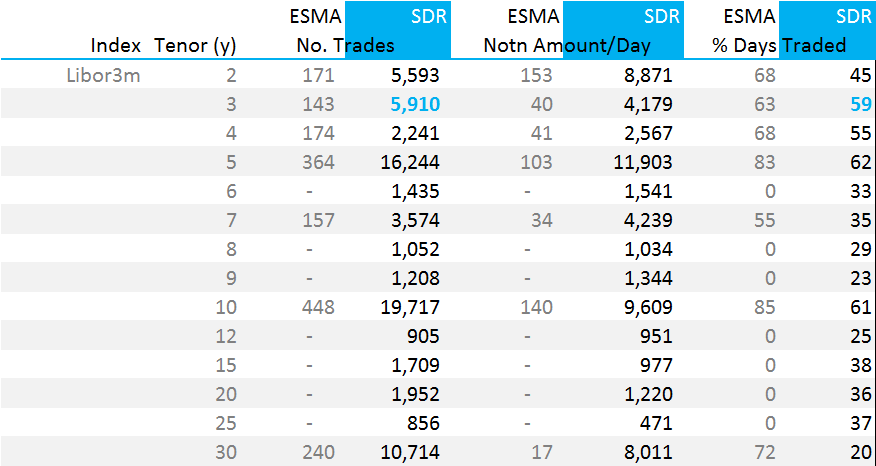 ESMA SDR ESMA SDR ESMA SDR
Index Tenor (y) No. Trades Notn Amount/Day % Days Traded
Libor3m 2 171 5,593 153 8,871 68 45
3 143 5,910 40 4,179 63 59
4 174 2,241 41 2,567 68 55
5 364 16,244 103 11,903 83 62
6 - 1,435 - 1,541 0 33
7 157 3,574 34 4,239 55 35
8 - 1,052 - 1,034 0 29
9 - 1,208 - 1,344 0 23
10 448 19,717 140 9,609 85 61
12 - 905 - 951 0 25
15 - 1,709 - 977 0 38
20 - 1,952 - 1,220 0 36
25 - 856 - 471 0 37
30 240 10,714 17 8,011 72 20